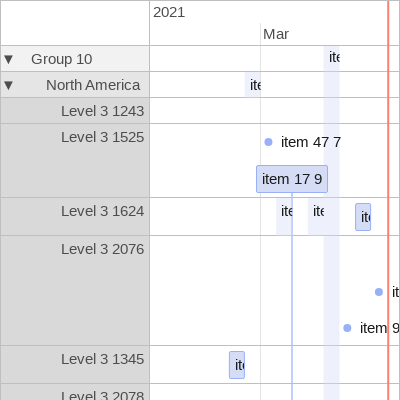 2021
Mar
▼ Group 10
ite
▼ North America
ite
Level 3 1243
Level 3 1525
item 47 7
item 17 9
Level 3 1624
ite ite ite
Level 3 2076
it
item 9
Level 3 1345
ite
Level 3 2078